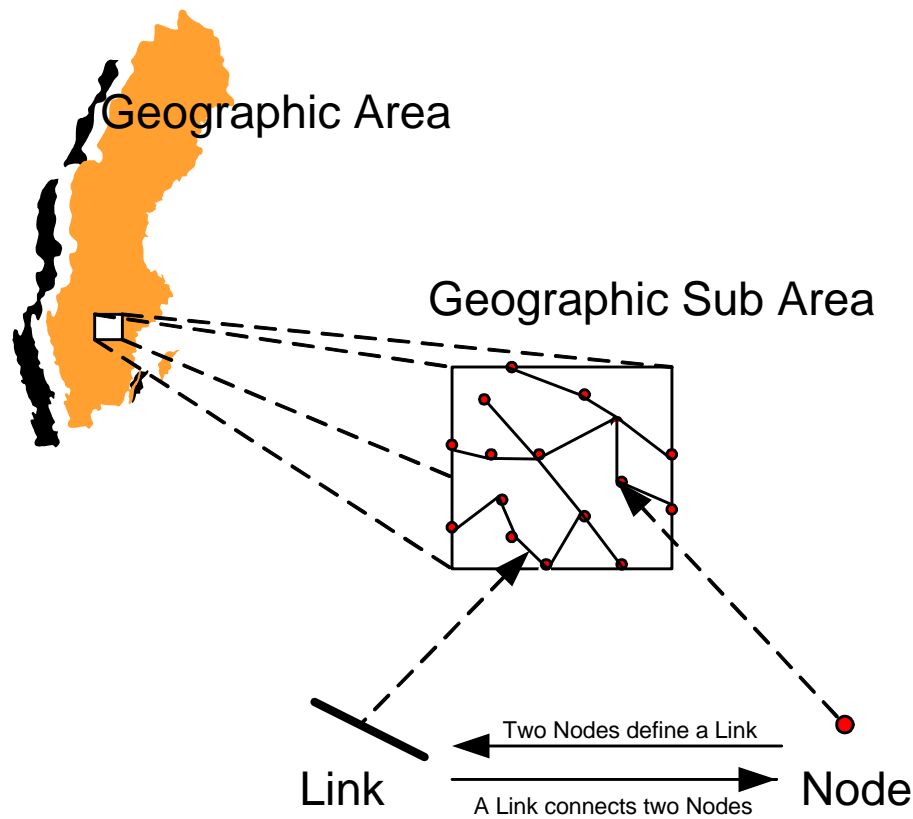 Geographic Area
Geographic Sub Area
Two Nodes define a Link
Link
Node
A Link connects two Nodes